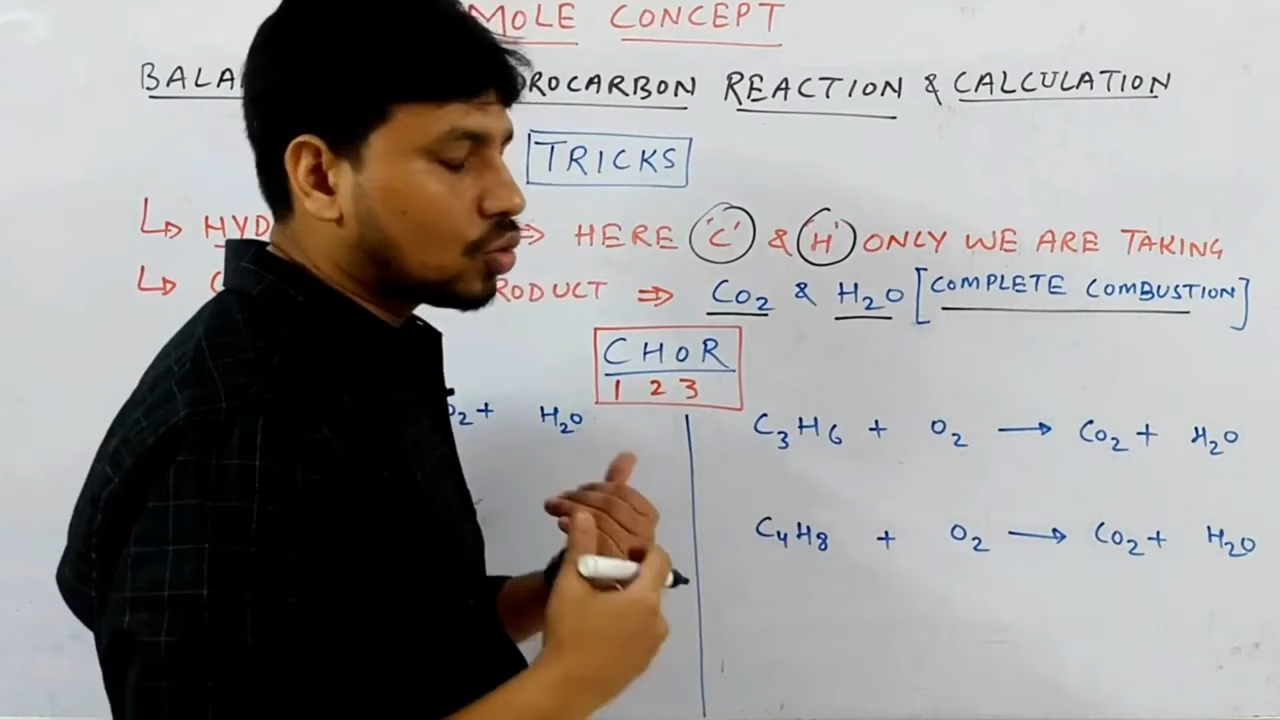 MOLE CONCEPT
BALA ROCARBON REACTION & CALCULATION
TRICKS
↳ HYD ⇒ HERE 'C' & 'H' ONLY WE ARE TAKING
↳ C RODUCT ⇒ CO2 & H2O [COMPLETE COMBUSTION]
CHOR
1 2 3
O2 + H2O
C3H6 + O2 → CO2 + H2O
C4H8 + O2 → CO2 + H2O